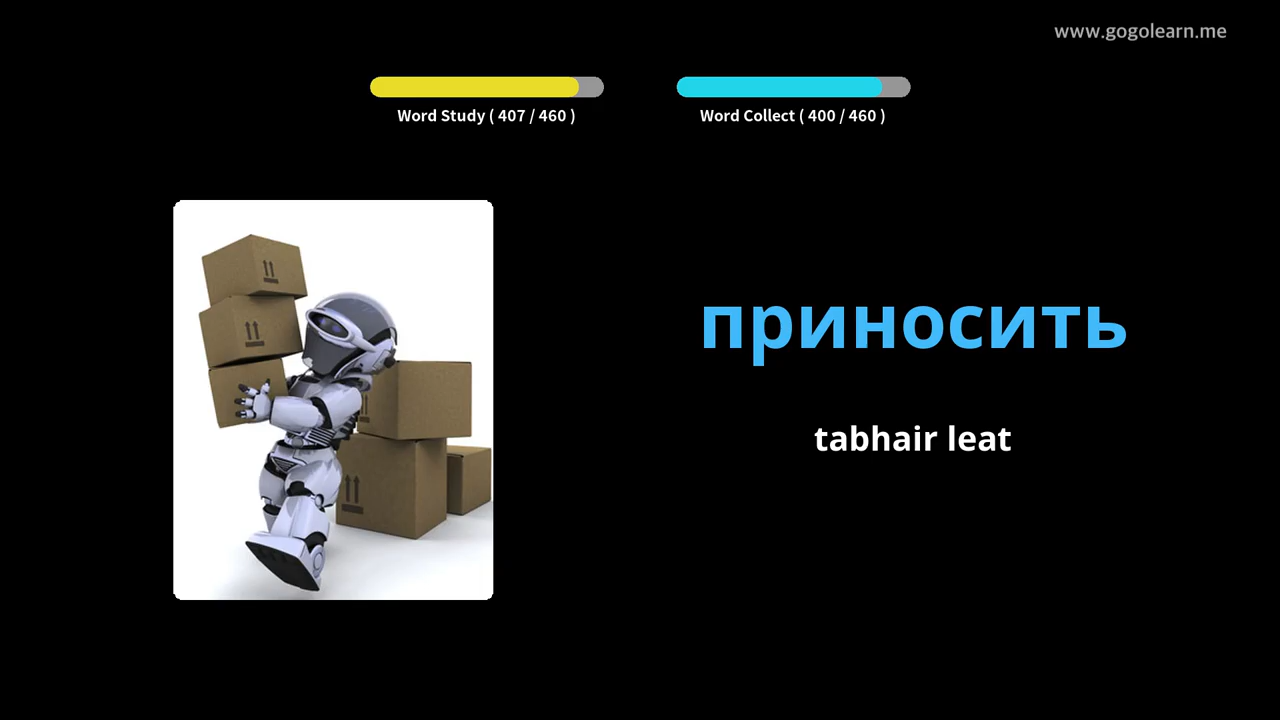 www.gogolearn.me
Word Study ( 407 / 460 )
Word Collect ( 400 / 460 )
приносить
tabhair leat